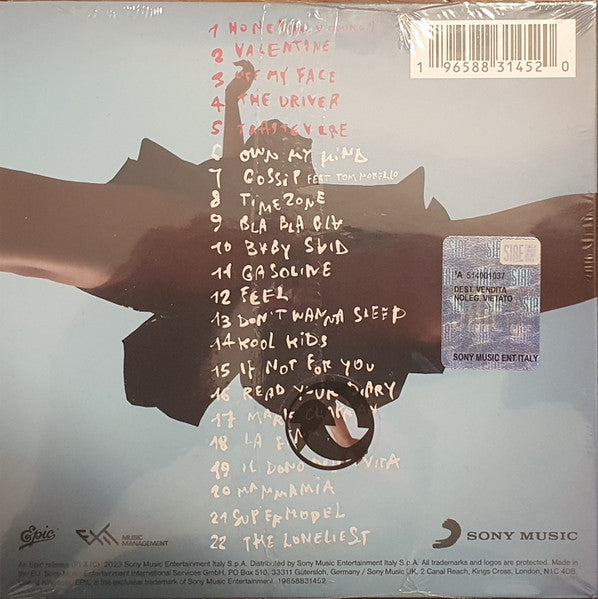 1 HONEY
1 96588 31452 0
2 VALENTINE
3 OFF MY FACE
4 THE DRIVER
5 TRASTEVERE
6 OWN MY MIND
7 GOSSIP FEAT TOM MORELLO
8 TIMEZONE
9 BLA BLA BLA
10 BABY SAID
11 GASOLINE
12 FEEL
13 DON'T WANNA SLEEP
14 KOOL KIDS
15 IF NOT FOR YOU
16 READ YOUR DIARY
17 MARK
18 LA
19 IL DONO VITA
20 MAMMAMIA
21 SUPERMODEL
22 THE LONELIEST
SIAE
*A 514001037
DEST. VENDITA
NOLEG. VIETATO
SONY MUSIC ENT.ITALY
Epic
EXIT MUSIC MANAGEMENT
SONY MUSIC
An Epic release (P) & (C) 2023 Sony Music Entertainment Italy S.p.A. Distributed by Sony Music Entertainment Italy S.p.A. All trademarks and logos are protected. Made in
the EU. Sony Music Entertainment International Services GmbH, PO Box 510, 33311 Gütersloh, Germany / Sony Music UK, 2 Canal Reach, Kings Cross, London, N1C 4DB,
EPIC is the exclusive trademark of Sony Music Entertainment. 19658831452